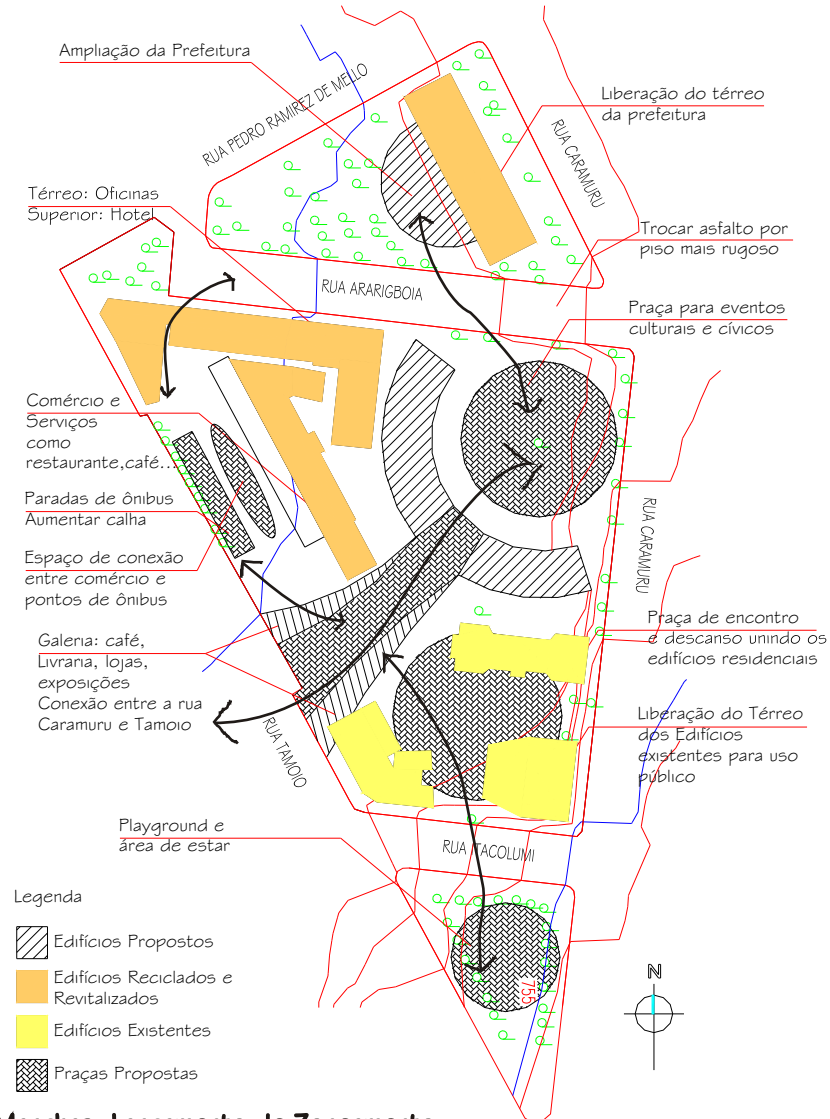 Ampliação da Prefeitura
RUA PEDRO RAMIREZ DE MELLO
Liberação do térreo
da prefeitura
RUA CARAMURU
Térreo: Oficinas
Superior: Hotel
Trocar asfalto por
piso mais rugoso
RUA ARARIGBOIA
Praça para eventos
culturais e cívicos
Comércio e
Serviços
como
restaurante,café...
Paradas de ônibus
Aumentar calha
RUA CARAMURU
Espaço de conexão
entre comércio e
pontos de ônibus
Praça de encontro
e descanso unindo os
edifícios residenciais
Galeria: café,
Livraria, lojas,
exposições
Conexão entre a rua
Caramuru e Tamoio
RUA TAMOIO
Liberação do Térreo
dos Edifícios
existentes para uso
público
Playground e
área de estar
RUA ITACOLUMI
Legenda
Edifícios Propostos
Edifícios Reciclados e
Revitalizados
Edifícios Existentes
Praças Propostas
755
N